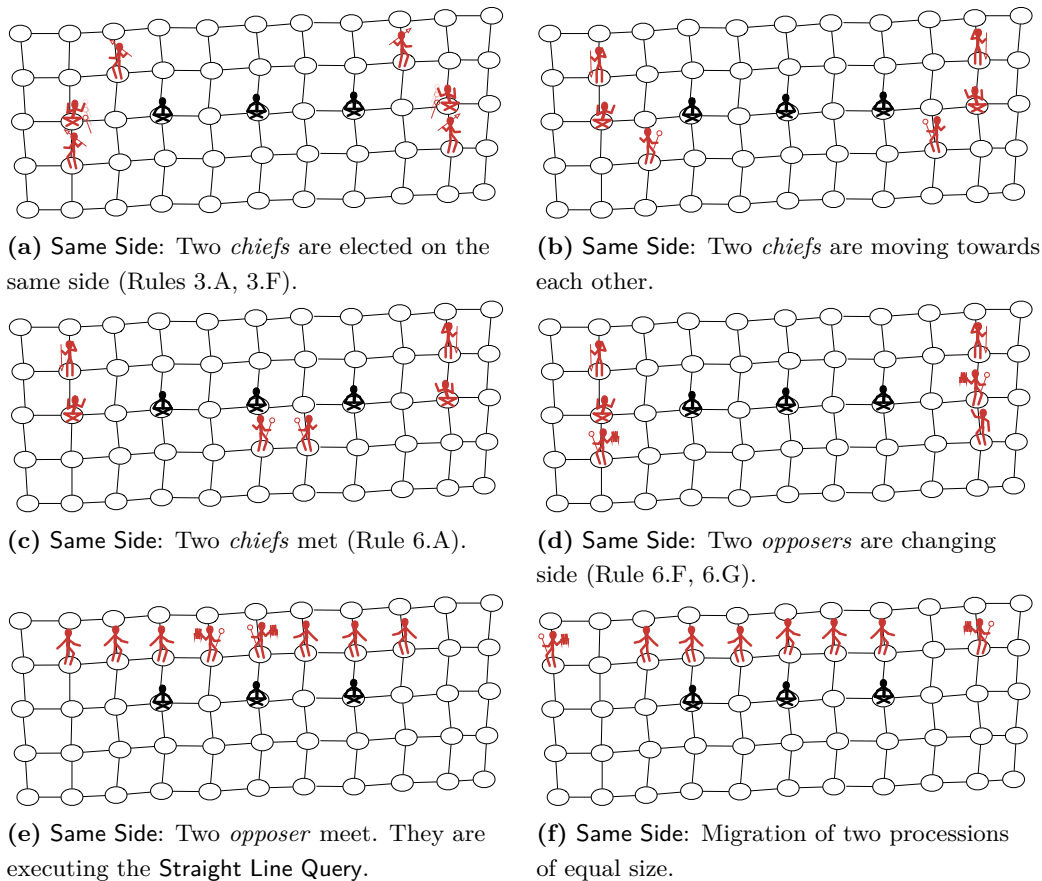 (a) Same Side: Two chiefs are elected on the
same side (Rules 3.A, 3.F).
(b) Same Side: Two chiefs are moving towards
each other.
(c) Same Side: Two chiefs met (Rule 6.A).
(d) Same Side: Two opposers are changing
side (Rule 6.F, 6.G).
(e) Same Side: Two opposer meet. They are
executing the Straight Line Query.
(f) Same Side: Migration of two processions
of equal size.